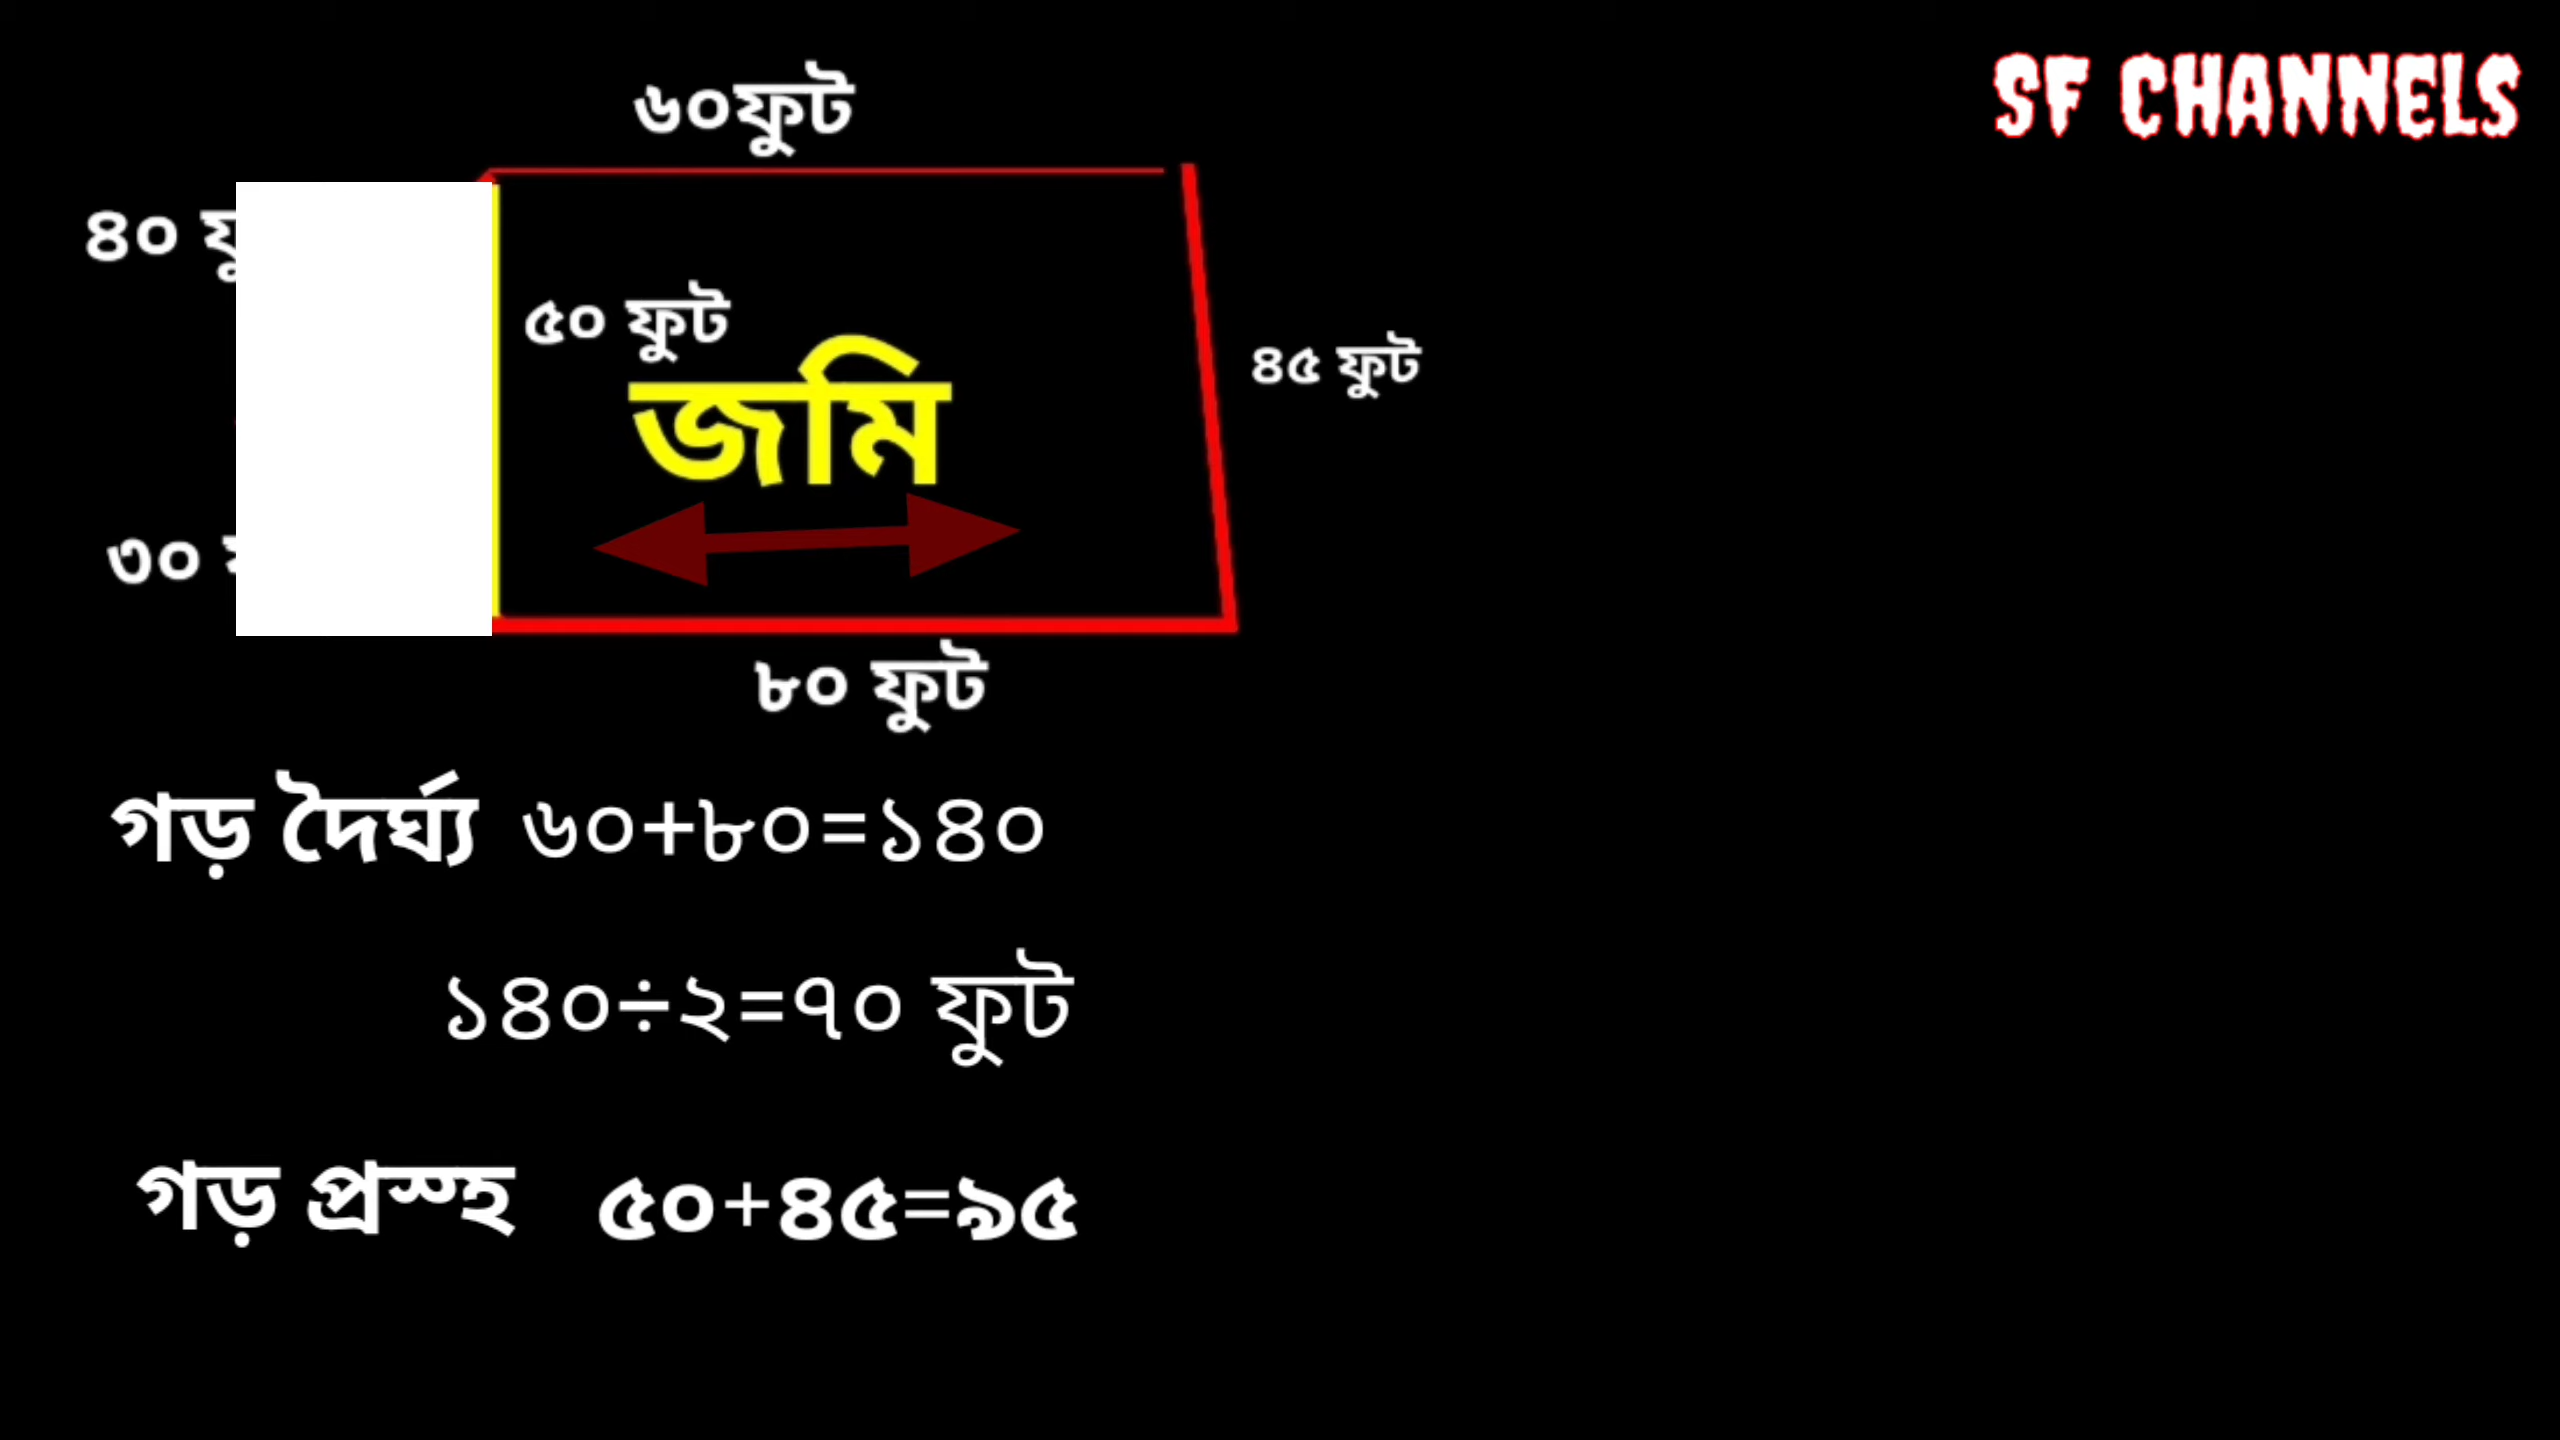 ৬০ফুট
SF CHANNELS
৪০
৫০ ফুট
৪৫ ফুট
জমি
৩০
৮০ ফুট
গড় দৈর্ঘ্য ৬০+৮০=১৪০
১৪০÷২=৭০ ফুট
গড় প্রস্হ ৫০+৪৫=৯৫